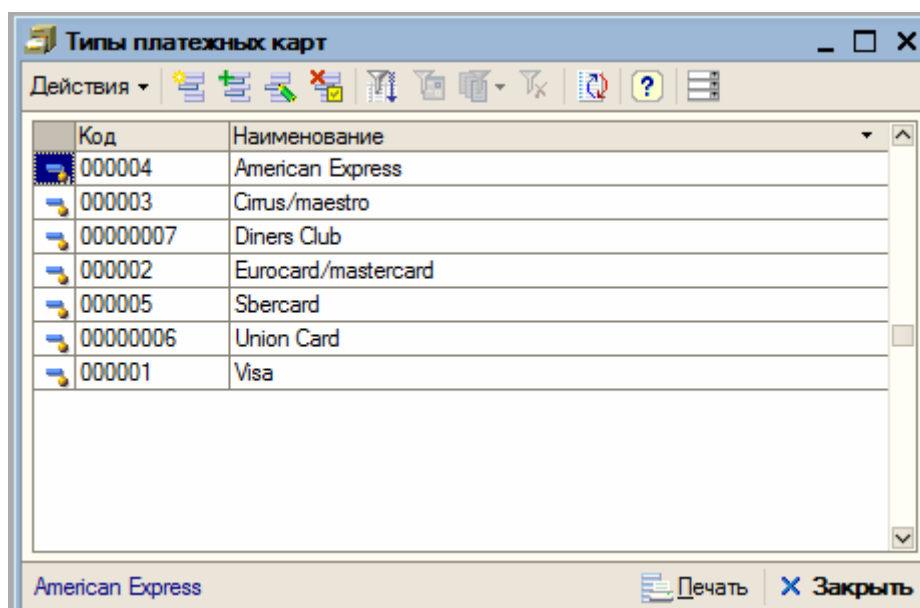 Типы платежных карт
Действия
Код Наименование
000004 American Express
000003 Cirrus/maestro
00000007 Diners Club
000002 Eurocard/mastercard
000005 Sbercard
00000006 Union Card
000001 Visa
American Express Печать Закрыть